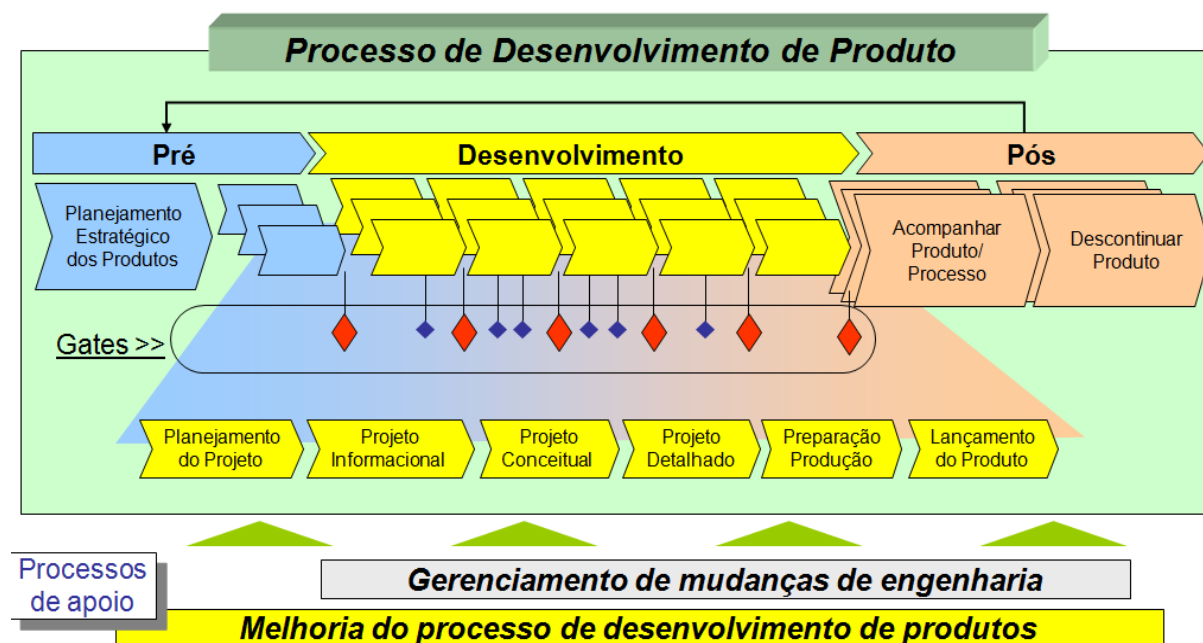 Processo de Desenvolvimento de Produto
Pré
Desenvolvimento
Pós
Planejamento
Estratégico
dos Produtos
Acompanhar
Produto/
Processo
Descontinuar
Produto
Gates >>
Planejamento
do Projeto
Projeto
Informacional
Projeto
Conceitual
Projeto
Detalhado
Preparação
Produção
Lançamento
do Produto
Processos
de apoio
Gerenciamento de mudanças de engenharia
Melhoria do processo de desenvolvimento de produtos